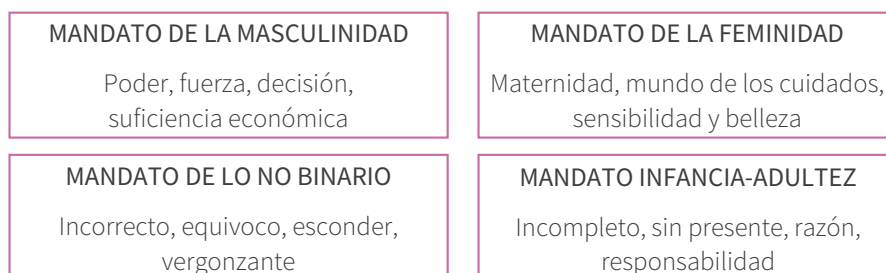 MANDATO DE LA MASCULINIDAD
Poder, fuerza, decisión,
suficiencia económica
MANDATO DE LA FEMINIDAD
Maternidad, mundo de los cuidados,
sensibilidad y belleza
MANDATO DE LO NO BINARIO
Incorrecto, equivoco, esconder,
vergonzante
MANDATO INFANCIA-ADULTEZ
Incompleto, sin presente, razón,
responsabilidad